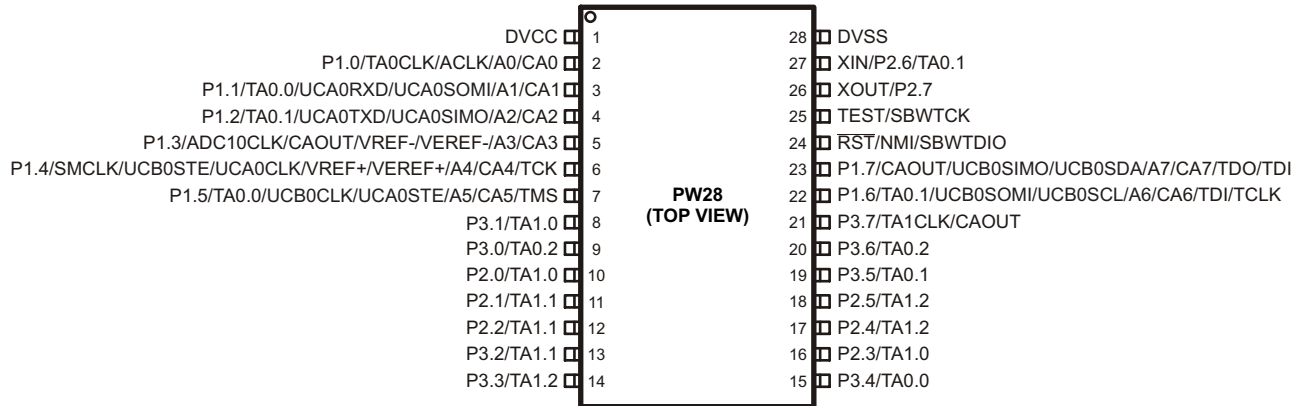 DVCC 1 28 DVSS
P1.0/TA0CLK/ACLK/A0/CA0 2 27 XIN/P2.6/TA0.1
P1.1/TA0.0/UCA0RXD/UCA0SOMI/A1/CA1 3 26 XOUT/P2.7
P1.2/TA0.1/UCA0TXD/UCA0SIMO/A2/CA2 4 25 TEST/SBWTCK
P1.3/ADC10CLK/CAOUT/VREF-/VEREF-/A3/CA3 5 24 RST/NMI/SBWTDIO
P1.4/SMCLK/UCB0STE/UCA0CLK/VREF+/VEREF+/A4/CA4/TCK 6 23 P1.7/CAOUT/UCB0SIMO/UCB0SDA/A7/CA7/TDO/TDI
P1.5/TA0.0/UCB0CLK/UCA0STE/A5/CA5/TMS 7 PW28 22 P1.6/TA0.1/UCB0SOMI/UCB0SCL/A6/CA6/TDI/TCLK
P3.1/TA1.0 8 (TOP VIEW) 21 P3.7/TA1CLK/CAOUT
P3.0/TA0.2 9 20 P3.6/TA0.2
P2.0/TA1.0 10 19 P3.5/TA0.1
P2.1/TA1.1 11 18 P2.5/TA1.2
P2.2/TA1.1 12 17 P2.4/TA1.2
P3.2/TA1.1 13 16 P2.3/TA1.0
P3.3/TA1.2 14 15 P3.4/TA0.0